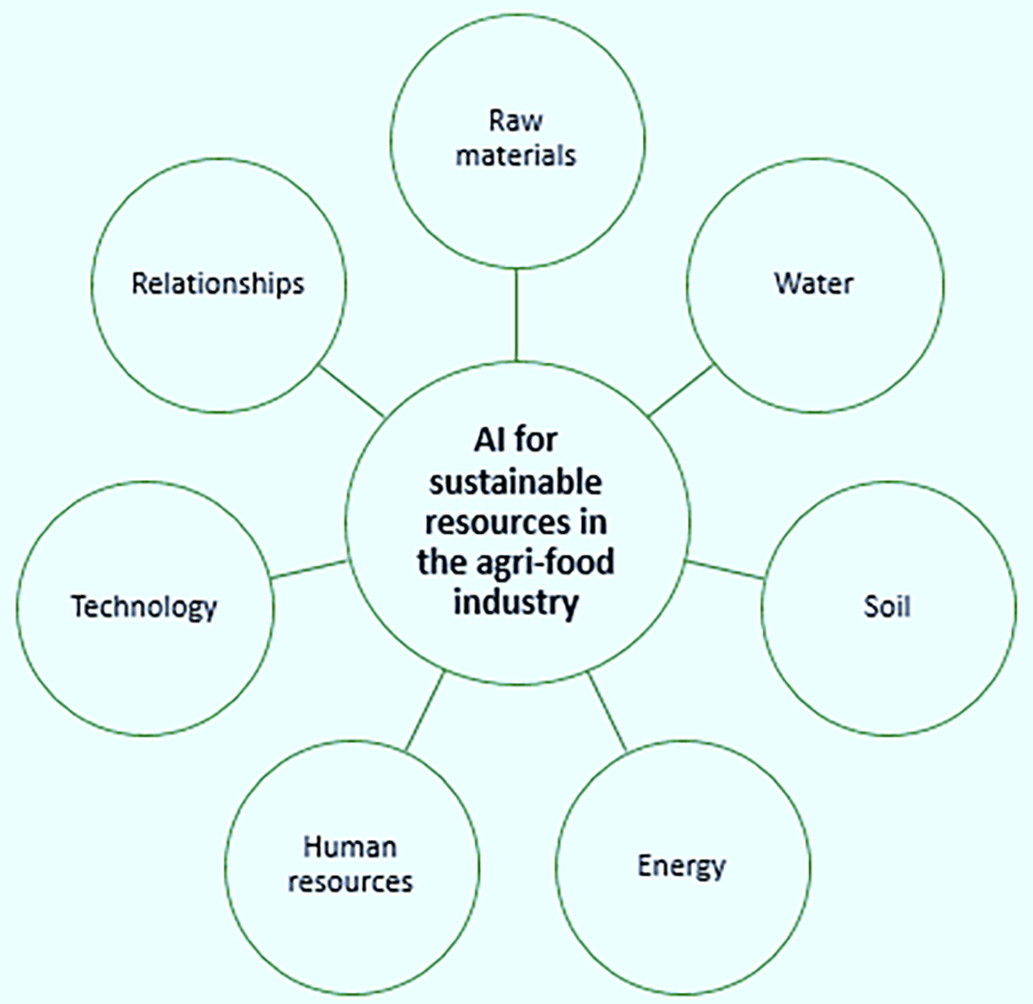 Raw
materials
Relationships
Water
AI for
sustainable
resources in
the agri-food
industry
Technology
Soil
Human
resources
Energy